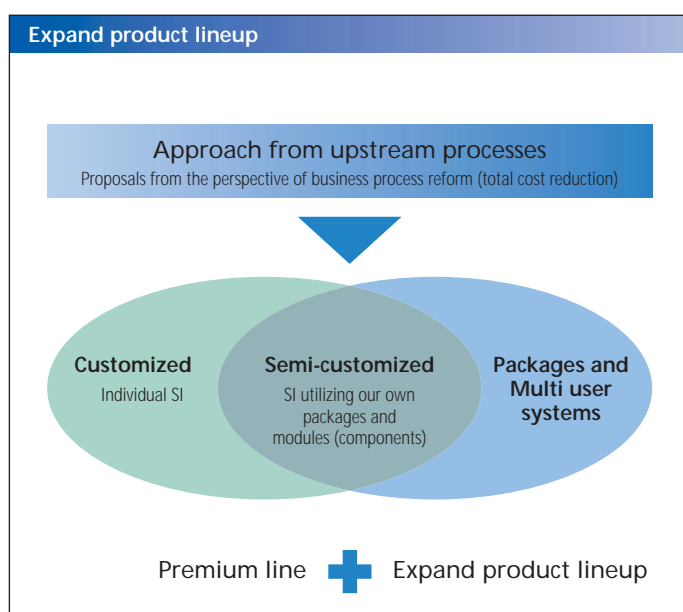 Expand product lineup
Approach from upstream processes
Proposals from the perspective of business process reform (total cost reduction)
Customized
Individual SI
Semi-customized
SI utilizing our own
packages and
modules (components)
Packages and
Multi user
systems
Premium line + Expand product lineup